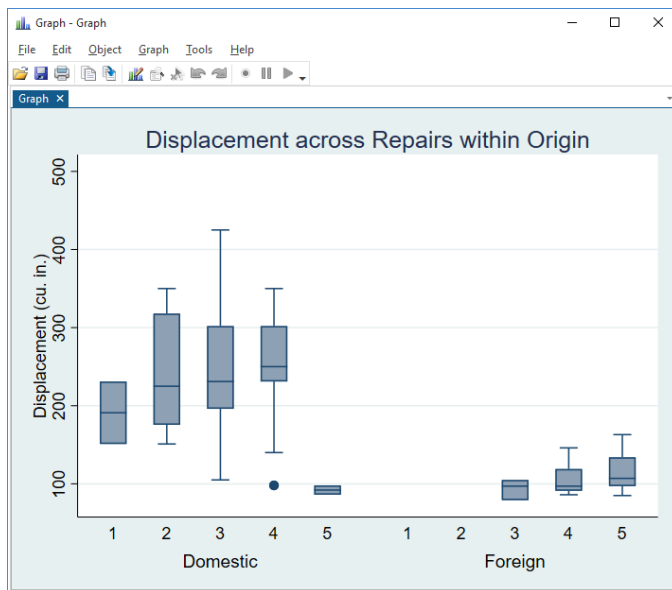 Graph - Graph
File Edit Object Graph Tools Help
Graph
Displacement across Repairs within Origin
Displacement (cu. in.)
500
400
300
200
100
1 2 3 4 5 1 2 3 4 5
Domestic Foreign